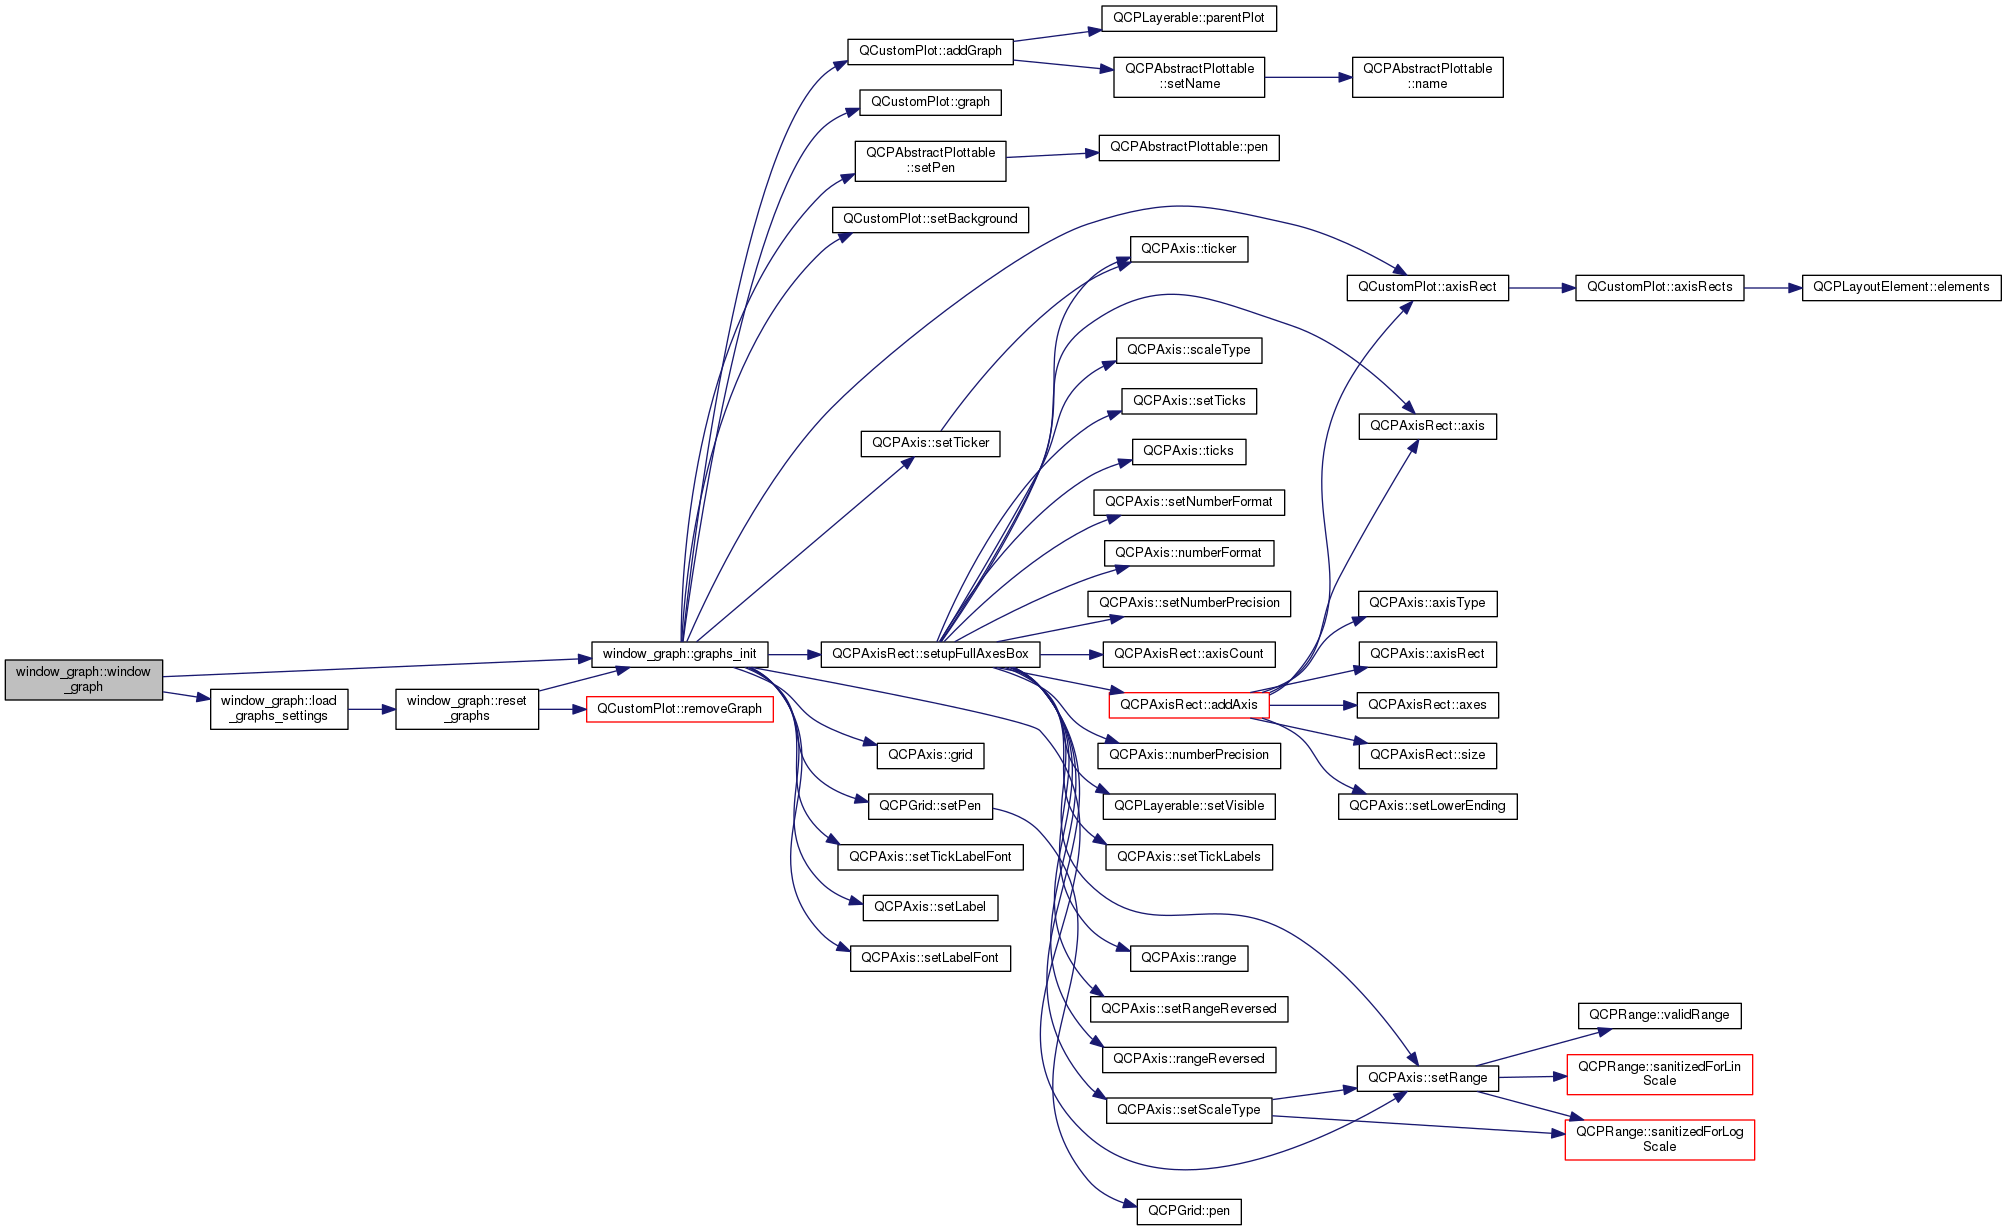 window_graph::window
_graph
window_graph::load
_graphs_settings
window_graph::reset
_graphs
window_graph::graphs_init
QCustomPlot::removeGraph
QCustomPlot::addGraph
QCustomPlot::graph
QCPAbstractPlottable
::setPen
QCustomPlot::setBackground
QCPAxis::setTicker
QCPAxisRect::setupFullAxesBox
QCPAxis::grid
QCPGrid::setPen
QCPAxis::setTickLabelFont
QCPAxis::setLabel
QCPAxis::setLabelFont
QCPLayerable::parentPlot
QCPAbstractPlottable
::setName
QCPAbstractPlottable::pen
QCPAxis::ticker
QCPAxis::scaleType
QCPAxis::setTicks
QCPAxis::ticks
QCPAxis::setNumberFormat
QCPAxis::numberFormat
QCPAxis::setNumberPrecision
QCPAxisRect::axisCount
QCPAxisRect::addAxis
QCPAxis::numberPrecision
QCPLayerable::setVisible
QCPAxis::setTickLabels
QCPAxis::range
QCPAxis::setRangeReversed
QCPAxis::rangeReversed
QCPAxis::setScaleType
QCPGrid::pen
QCPAbstractPlottable
::name
QCustomPlot::axisRect
QCPAxisRect::axis
QCPAxis::axisType
QCPAxis::axisRect
QCPAxisRect::axes
QCPAxisRect::size
QCPAxis::setLowerEnding
QCPAxis::setRange
QCustomPlot::axisRects
QCPLayoutElement::elements
QCPRange::validRange
QCPRange::sanitizedForLin
Scale
QCPRange::sanitizedForLog
Scale